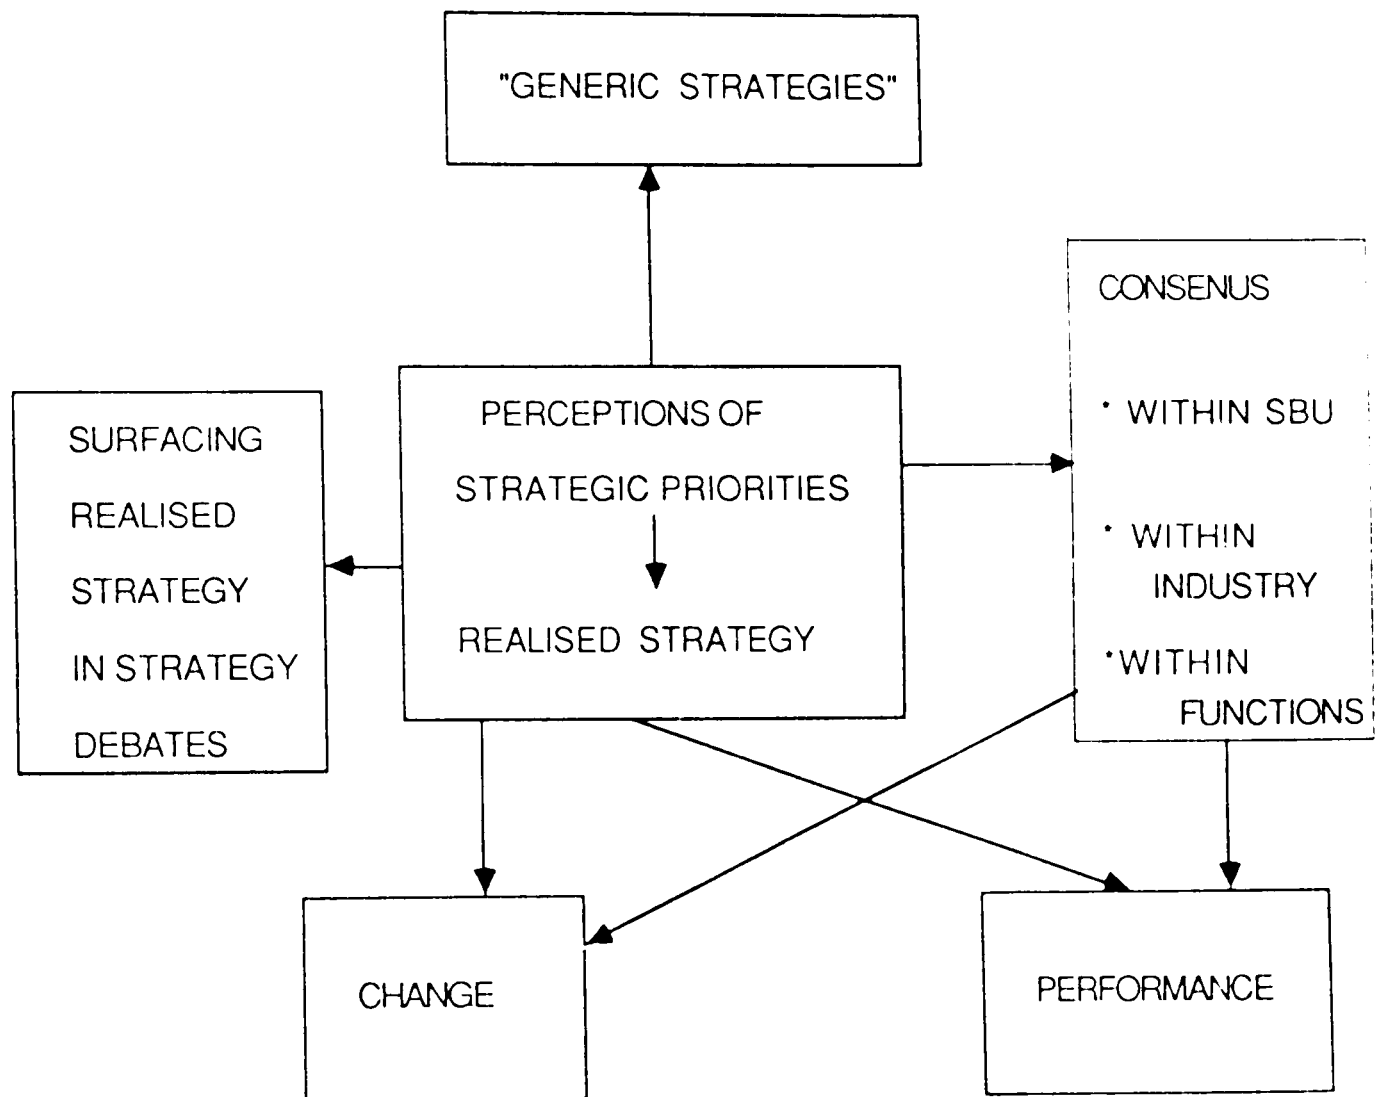 "GENERIC STRATEGIES"
CONSENUS
* WITHIN SBU
* WITHIN
INDUSTRY
* WITHIN
FUNCTIONS
PERCEPTIONS OF
STRATEGIC PRIORITIES
REALISED STRATEGY
SURFACING
REALISED
STRATEGY
IN STRATEGY
DEBATES
CHANGE
PERFORMANCE